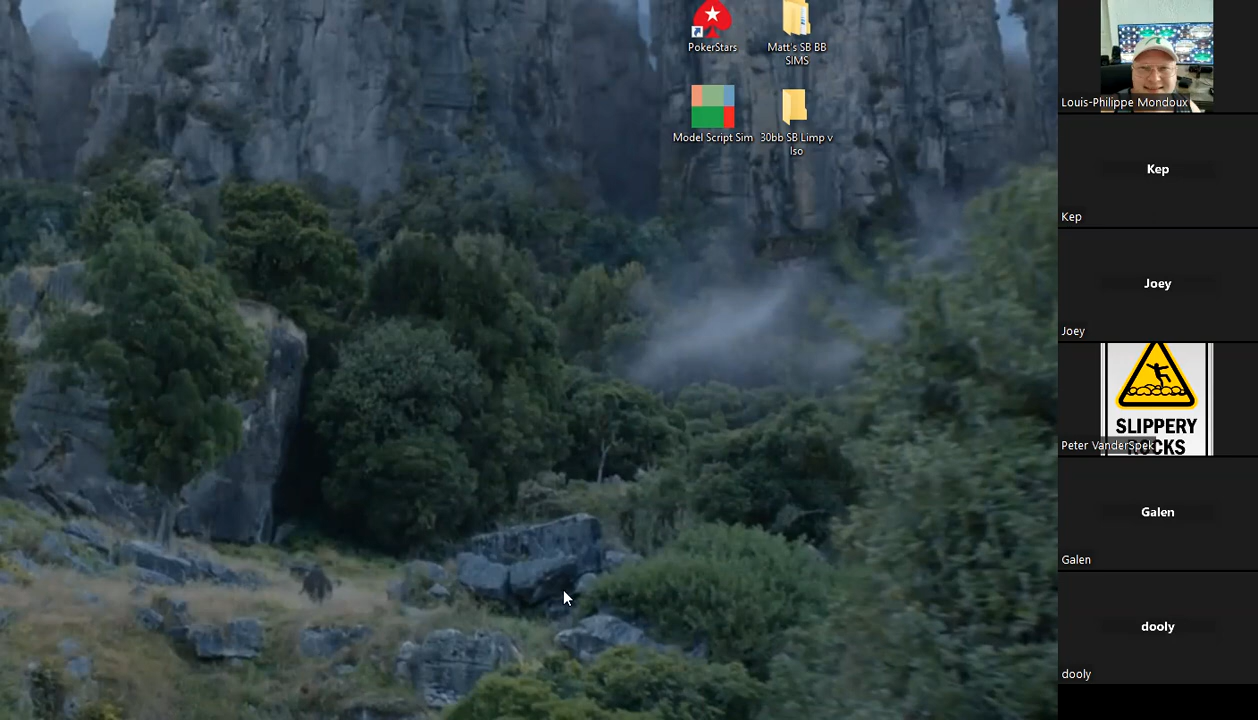 PokerStars
Matt's SB BB
SIMS
Model Script Sim
30bb SB Limp v
Iso
Louis-Philippe Mondoux
Kep
Kep
Joey
Joey
SLIPPERY
ROCKS
Peter VanderSpek
Galen
Galen
dooly
dooly